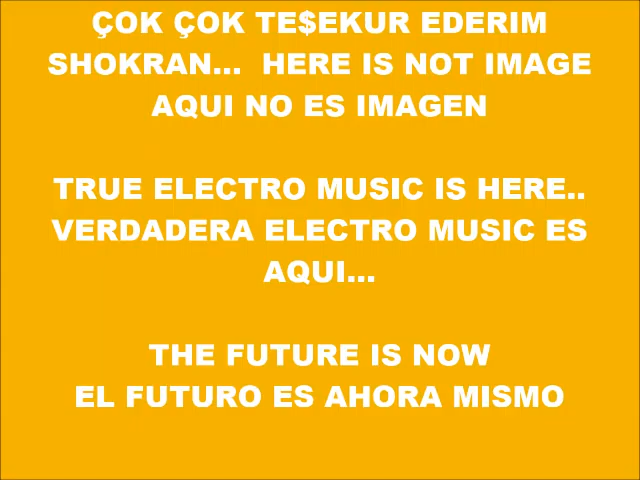 ÇOK ÇOK TE$EKUR EDERIM
SHOKRAN... HERE IS NOT IMAGE
AQUI NO ES IMAGEN
TRUE ELECTRO MUSIC IS HERE..
VERDADERA ELECTRO MUSIC ES
AQUI...
THE FUTURE IS NOW
EL FUTURO ES AHORA MISMO